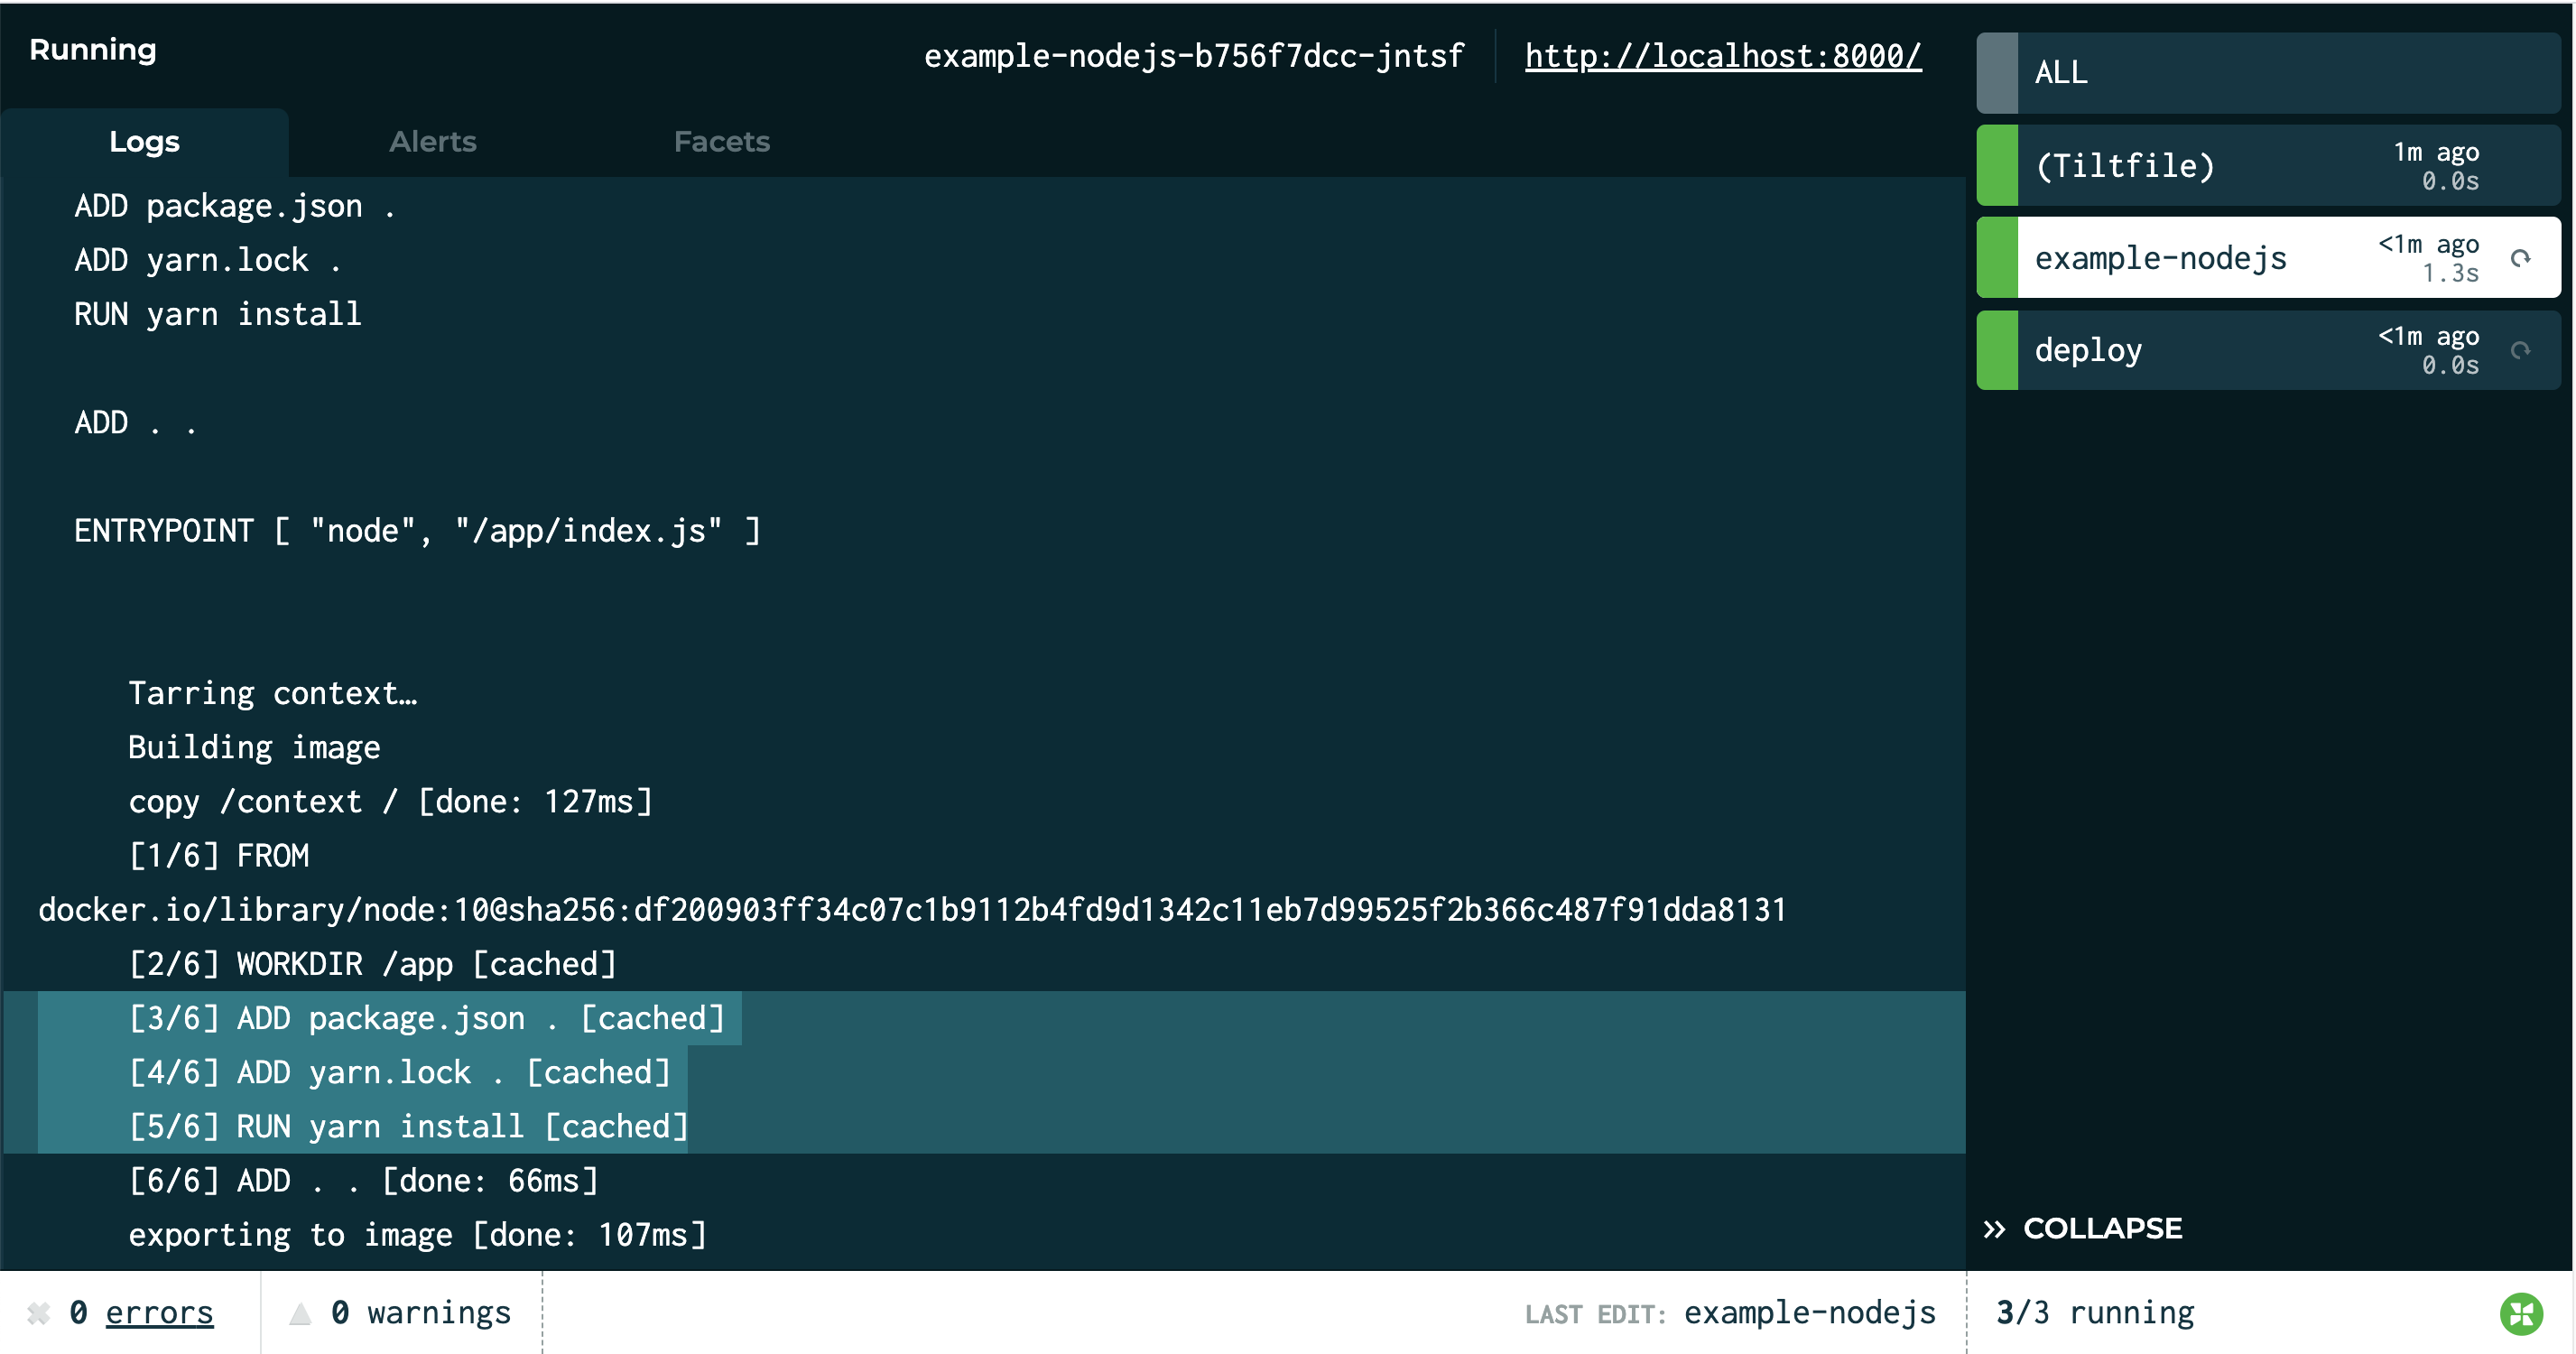 Running
example-nodejs-b756f7dcc-jntsf
http://localhost:8000/
Logs
Alerts
Facets
ADD package.json .
ADD yarn.lock .
RUN yarn install
ADD . .
ENTRYPOINT [ "node", "/app/index.js" ]
Tarring context…
Building image
copy /context / [done: 127ms]
[1/6] FROM
docker.io/library/node:10@sha256:df200903ff34c07c1b9112b4fd9d1342c11eb7d99525f2b366c487f91dda8131
[2/6] WORKDIR /app [cached]
[3/6] ADD package.json . [cached]
[4/6] ADD yarn.lock . [cached]
[5/6] RUN yarn install [cached]
[6/6] ADD . . [done: 66ms]
exporting to image [done: 107ms]
ALL
(Tiltfile)
1m ago
0.0s
example-nodejs
<1m ago
1.3s
deploy
<1m ago
0.0s
COLLAPSE
0 errors
0 warnings
LAST EDIT: example-nodejs
3/3 running